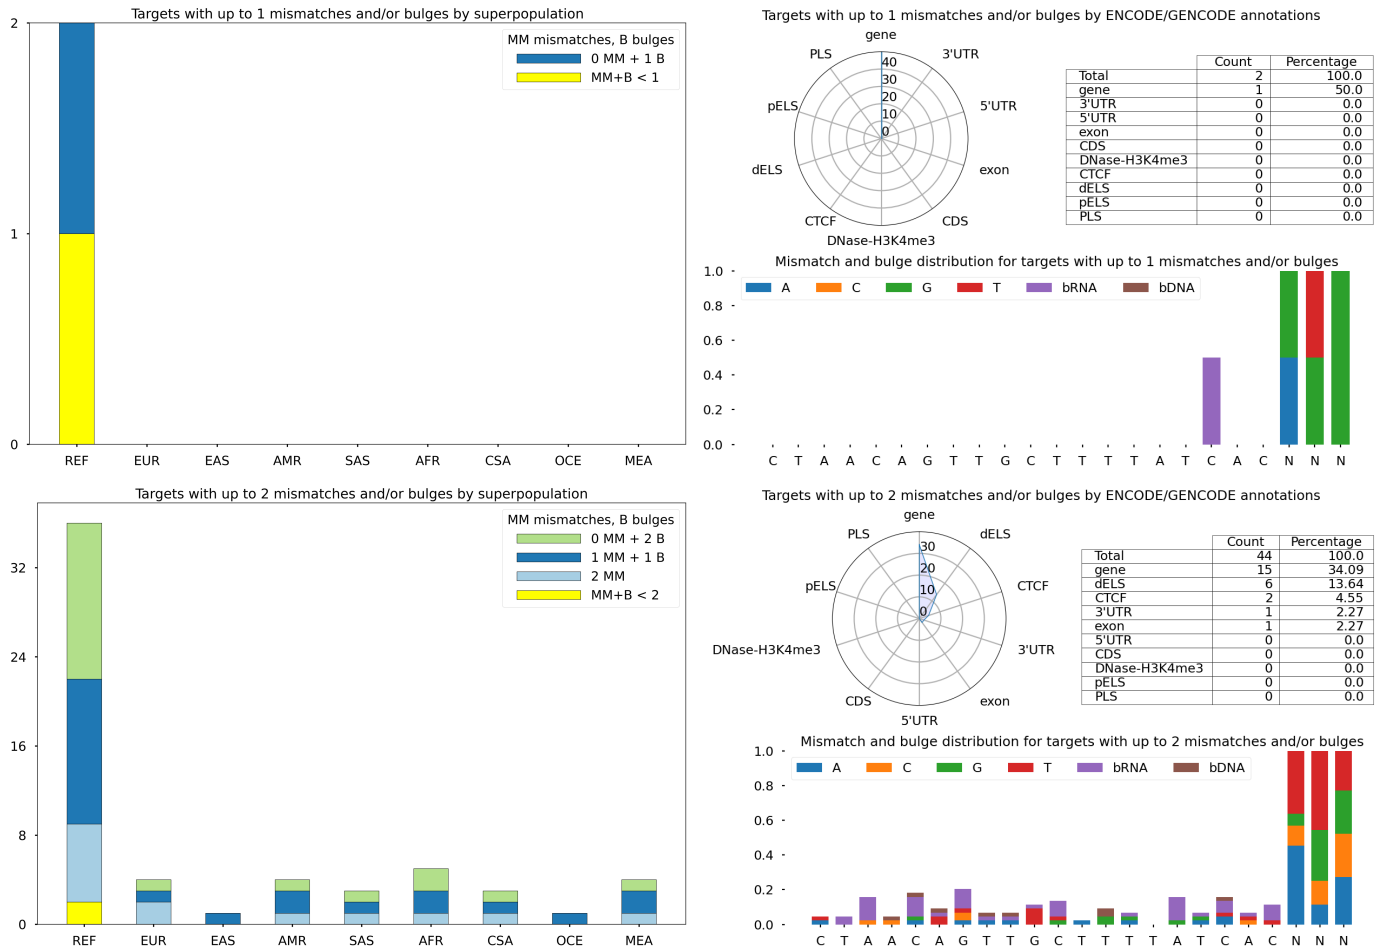 Targets with up to 1 mismatches and/or bulges by superpopulation
2
1
0
MM mismatches, B bulges
0 MM + 1 B
MM+B < 1
REF EUR EAS AMR SAS AFR CSA OCE MEA
Targets with up to 1 mismatches and/or bulges by ENCODE/GENCODE annotations
gene
PLS 3'UTR
40
30
pELS 20 5'UTR
10
0
dELS exon
CTCF CDS
DNase-H3K4me3
Count Percentage
Total 2 100.0
gene 1 50.0
3'UTR 0 0.0
5'UTR 0 0.0
exon 0 0.0
CDS 0 0.0
DNase-H3K4me3 0 0.0
CTCF 0 0.0
dELS 0 0.0
pELS 0 0.0
PLS 0 0.0
Mismatch and bulge distribution for targets with up to 1 mismatches and/or bulges
1.0
A C G T bRNA bDNA
0.8
0.6
0.4
0.2
0.0
C T A A C A G T T G C T T T T A T C A C N N N
Targets with up to 2 mismatches and/or bulges by superpopulation
32
24
16
8
0
MM mismatches, B bulges
0 MM + 2 B
1 MM + 1 B
2 MM
MM+B < 2
REF EUR EAS AMR SAS AFR CSA OCE MEA
Targets with up to 2 mismatches and/or bulges by ENCODE/GENCODE annotations
gene
PLS dELS
30
20
pELS 10 CTCF
0
DNase-H3K4me3 3'UTR
CDS exon
5'UTR
Count Percentage
Total 44 100.0
gene 15 34.09
dELS 6 13.64
CTCF 2 4.55
3'UTR 1 2.27
exon 1 2.27
5'UTR 0 0.0
CDS 0 0.0
DNase-H3K4me3 0 0.0
pELS 0 0.0
PLS 0 0.0
Mismatch and bulge distribution for targets with up to 2 mismatches and/or bulges
1.0
A C G T bRNA bDNA
0.8
0.6
0.4
0.2
0.0
C T A A C A G T T G C T T T T A T C A C N N N